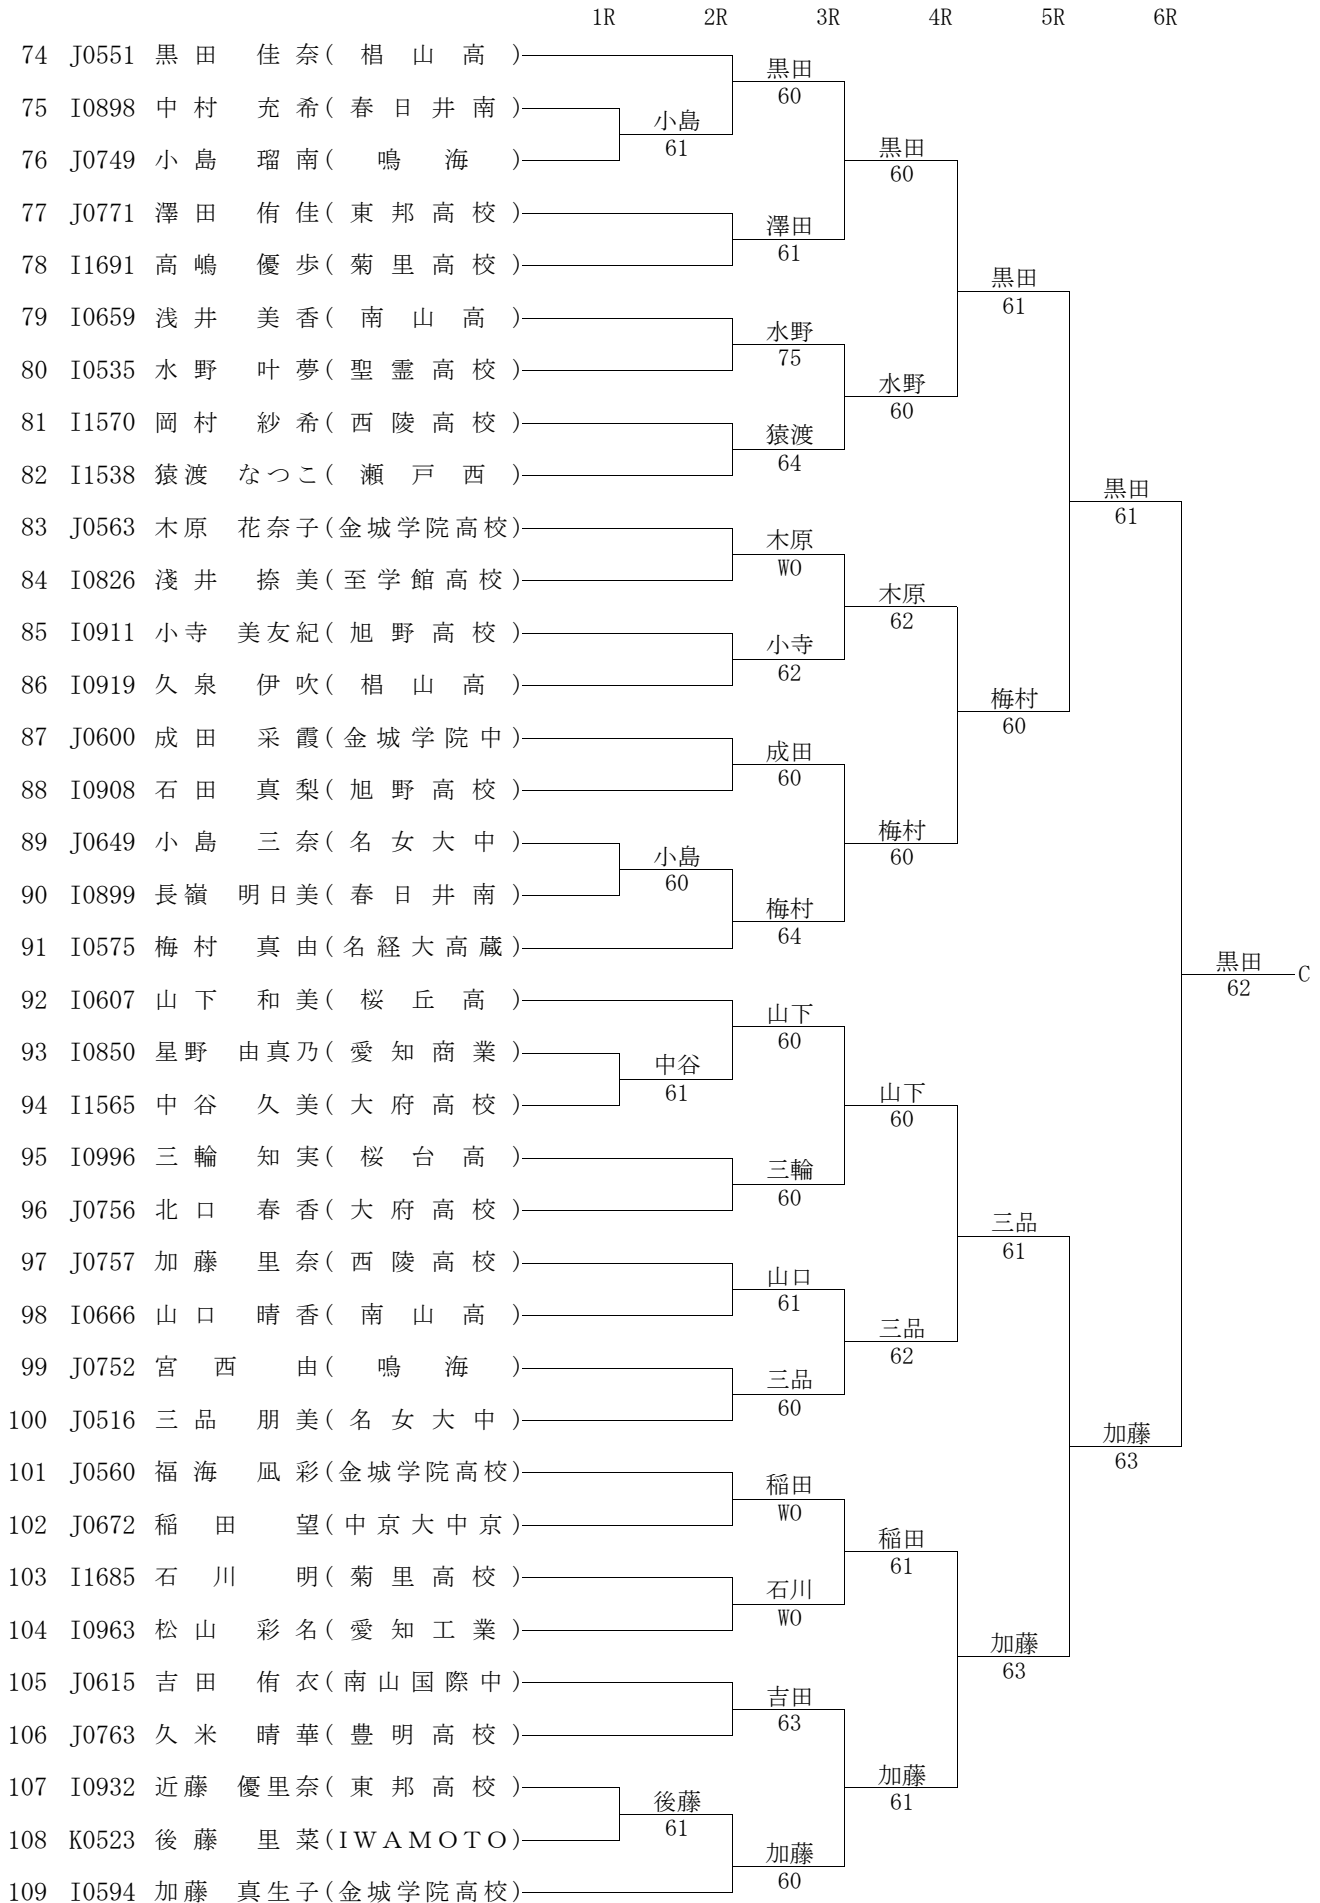 1R 2R 3R 4R 5R 6R
74 J0551 黒田 佳奈(椙山高)
黒田
60
75 I0898 中村 充希(春日井南)
小島
61
76 J0749 小島 瑠南(鳴海)
黒田
60
77 J0771 澤田 侑佳(東邦高校)
澤田
61
78 I1691 高嶋 優歩(菊里高校)
黒田
61
79 I0659 浅井 美香(南山高)
水野
75
80 I0535 水野 叶夢(聖霊高校)
水野
60
81 I1570 岡村 紗希(西陵高校)
猿渡
64
82 I1538 猿渡 なつこ(瀬戸西)
黒田
61
83 J0563 木原 花奈子(金城学院高校)
木原
WO
84 I0826 淺井 捺美(至学館高校)
木原
62
85 I0911 小寺 美友紀(旭野高校)
小寺
62
86 I0919 久泉 伊吹(椙山高)
梅村
60
87 J0600 成田 采霞(金城学院中)
成田
60
88 I0908 石田 真梨(旭野高校)
梅村
60
89 J0649 小島 三奈(名女大中)
小島
60
90 I0899 長嶺 明日美(春日井南)
梅村
64
91 I0575 梅村 真由(名経大高蔵)
黒田
62
C
92 I0607 山下 和美(桜丘高)
山下
60
93 I0850 星野 由真乃(愛知商業)
中谷
61
94 I1565 中谷 久美(大府高校)
山下
60
95 I0996 三輪 知実(桜台高)
三輪
60
96 J0756 北口 春香(大府高校)
三品
61
97 J0757 加藤 里奈(西陵高校)
山口
61
98 I0666 山口 晴香(南山高)
三品
62
99 J0752 宮西 由(鳴海)
三品
60
100 J0516 三品 朋美(名女大中)
加藤
63
101 J0560 福海 凪彩(金城学院高校)
稲田
WO
102 J0672 稲田 望(中京大中京)
稲田
61
103 I1685 石川 明(菊里高校)
石川
WO
104 I0963 松山 彩名(愛知工業)
加藤
63
105 J0615 吉田 侑衣(南山国際中)
吉田
63
106 J0763 久米 晴華(豊明高校)
加藤
61
107 I0932 近藤 優里奈(東邦高校)
後藤
61
108 K0523 後藤 里菜(IWAMOTO)
加藤
60
109 I0594 加藤 真生子(金城学院高校)